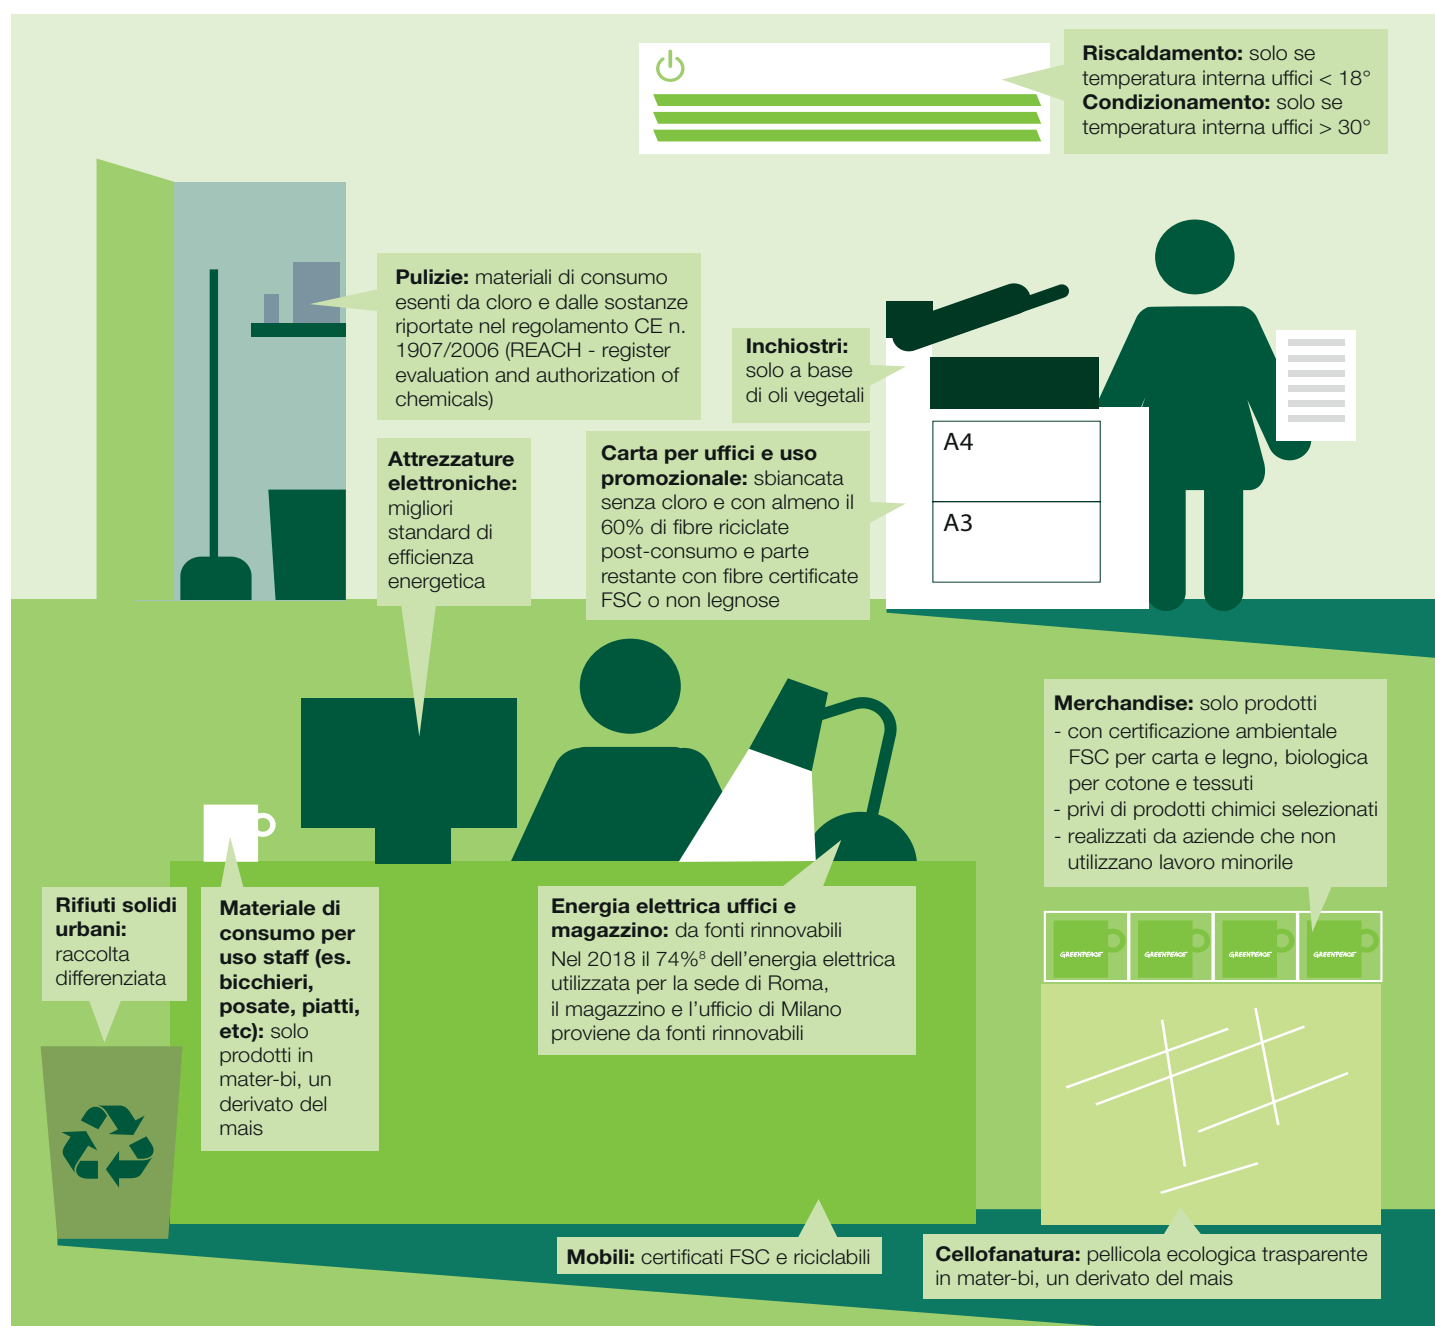 Riscaldamento: solo se
temperatura interna uffici < 18°
Condizionamento: solo se
temperatura interna uffici > 30°
Pulizie: materiali di consumo
esenti da cloro e dalle sostanze
riportate nel regolamento CE n.
1907/2006 (REACH - register
evaluation and authorization of
chemicals)
Inchiostri:
solo a base
di oli vegetali
Attrezzature
elettroniche:
migliori
standard di
efficienza
energetica
Carta per uffici e uso
promozionale: sbiancata
senza cloro e con almeno il
60% di fibre riciclate
post-consumo e parte
restante con fibre certificate
FSC o non legnose
A4
A3
Merchandise: solo prodotti
- con certificazione ambientale
FSC per carta e legno, biologica
per cotone e tessuti
- privi di prodotti chimici selezionati
- realizzati da aziende che non
utilizzano lavoro minorile
Rifiuti solidi
urbani:
raccolta
differenziata
Materiale di
consumo per
uso staff (es.
bicchieri,
posate, piatti,
etc): solo
prodotti in
mater-bi, un
derivato del
mais
Energia elettrica uffici e
magazzino: da fonti rinnovabili
Nel 2018 il 74%⁸ dell'energia elettrica
utilizzata per la sede di Roma,
il magazzino e l'ufficio di Milano
proviene da fonti rinnovabili
GREENPEACE GREENPEACE GREENPEACE GREENPEACE
Mobili: certificati FSC e riciclabili
Cellofanatura: pellicola ecologica trasparente
in mater-bi, un derivato del mais